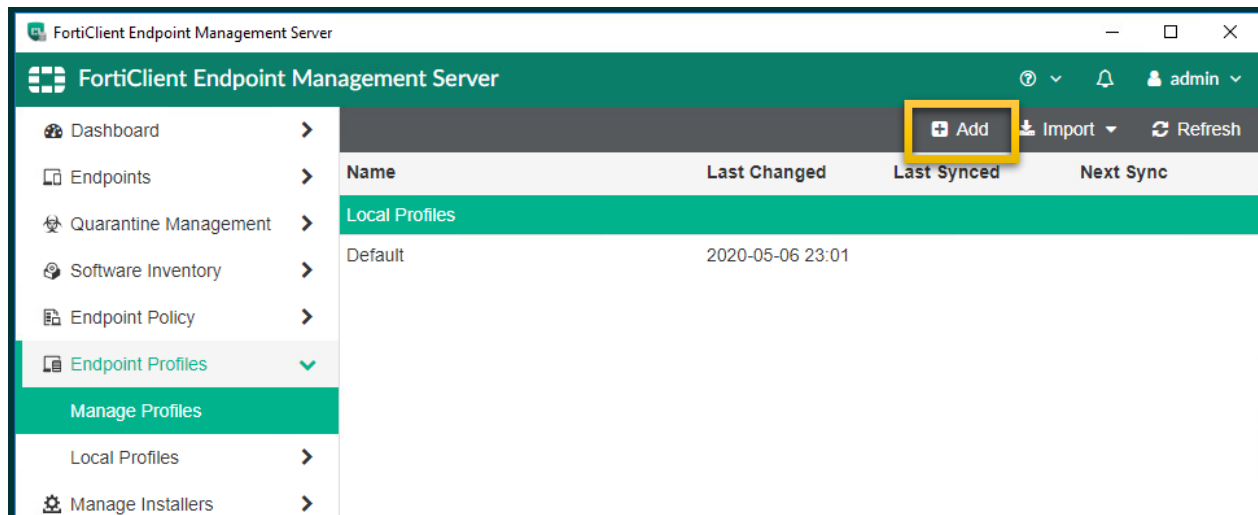 FortiClient Endpoint Management Server
FortiClient Endpoint Management Server
admin
Dashboard
Add
Import
Refresh
Endpoints
Name
Last Changed
Last Synced
Next Sync
Quarantine Management
Local Profiles
Software Inventory
Default
2020-05-06 23:01
Endpoint Policy
Endpoint Profiles
Manage Profiles
Local Profiles
Manage Installers